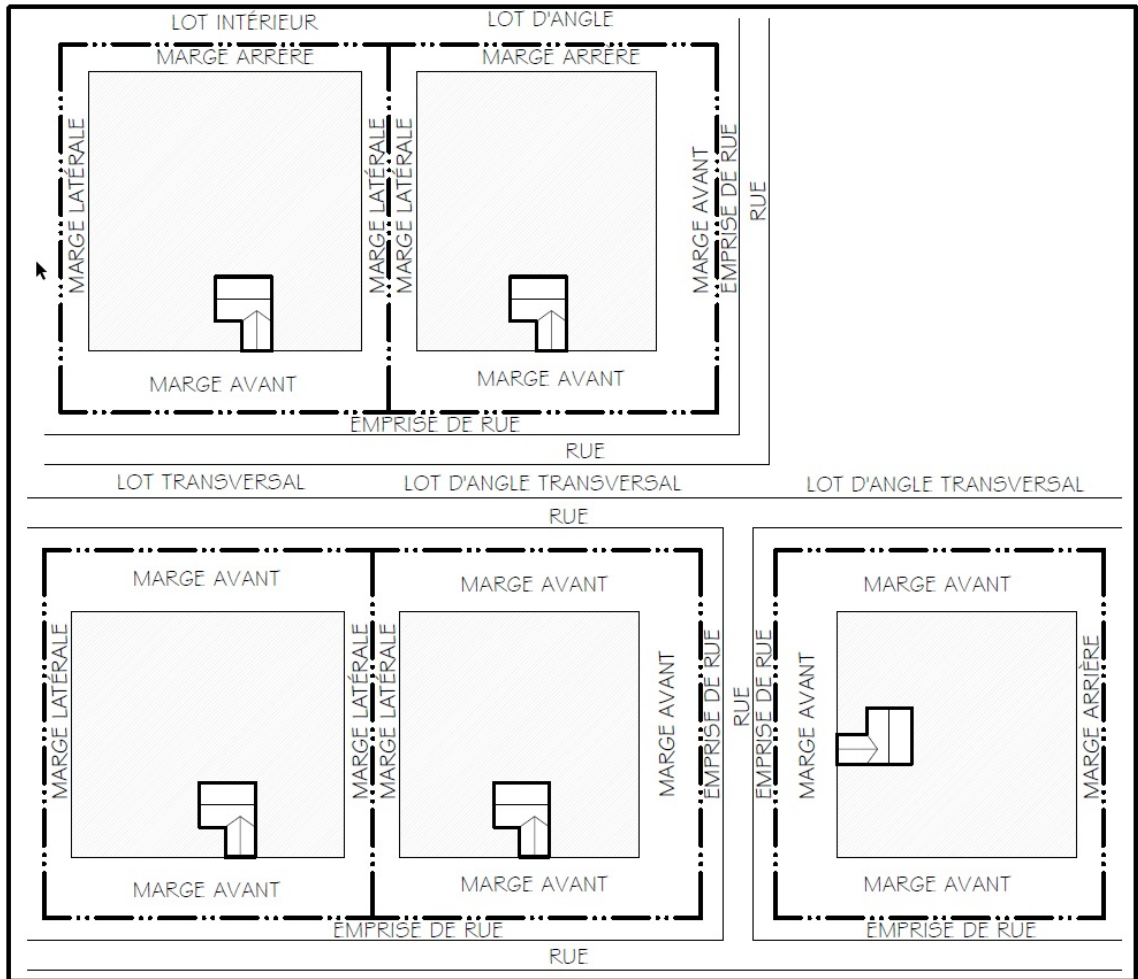 LOT INTÉRIEUR
LOT D'ANGLE
MARGE ARRÈRE
MARGE ARRÈRE
MARGE LATÉRALE
MARGE LATÉRALE
MARGE LATÉRALE
MARGE AVANT
EMPRISE DE RUE
RUE
MARGE AVANT
MARGE AVANT
EMPRISE DE RUE
RUE
LOT TRANSVERSAL
LOT D'ANGLE TRANSVERSAL
LOT D'ANGLE TRANSVERSAL
RUE
MARGE AVANT
MARGE AVANT
MARGE AVANT
MARGE LATÉRALE
MARGE LATÉRALE
MARGE LATÉRALE
MARGE AVANT
EMPRISE DE RUE
RUE
EMPRISE DE RUE
MARGE AVANT
MARGE ARRIÈRE
MARGE AVANT
MARGE AVANT
MARGE AVANT
EMPRISE DE RUE
EMPRISE DE RUE
RUE